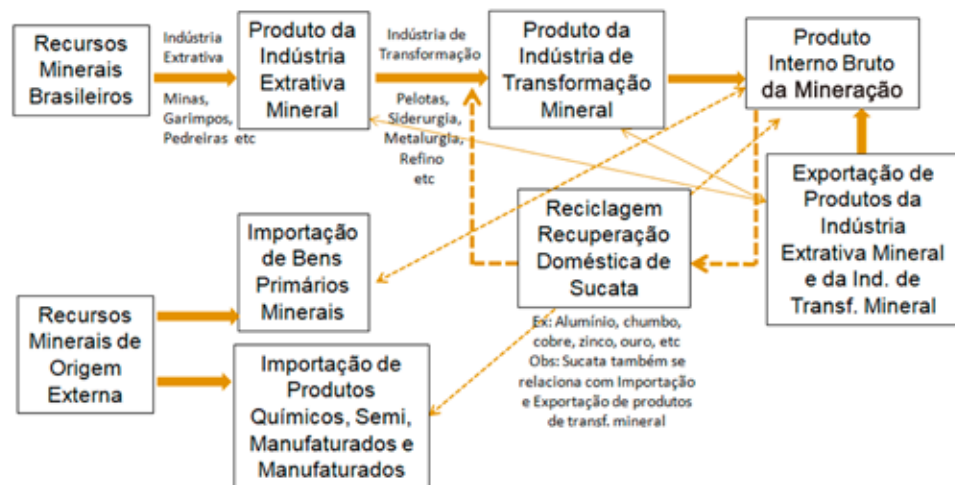 Recursos
Minerais
Brasileiros
Indústria
Extrativa
Minas,
Garimpos,
Pedreiras etc
Produto da
Indústria
Extrativa
Mineral
Indústria de
Transformação
Pelotas,
Siderurgia,
Metalurgia,
Refino
etc
Produto da
Indústria de
Transformação
Mineral
Produto
Interno Bruto
da Mineração
Exportação de
Produtos da
Indústria
Extrativa Mineral
e da Ind. de
Transf. Mineral
Reciclagem
Recuperação
Doméstica de
Sucata
Ex: Alumínio, chumbo,
cobre, zinco, ouro, etc
Obs: Sucata também se
relaciona com Importação
e Exportação de produtos
de transf. mineral
Recursos
Minerais de
Origem
Externa
Importação
de Bens
Primários
Minerais
Importação de
Produtos
Químicos, Semi,
Manufaturados e
Manufaturados